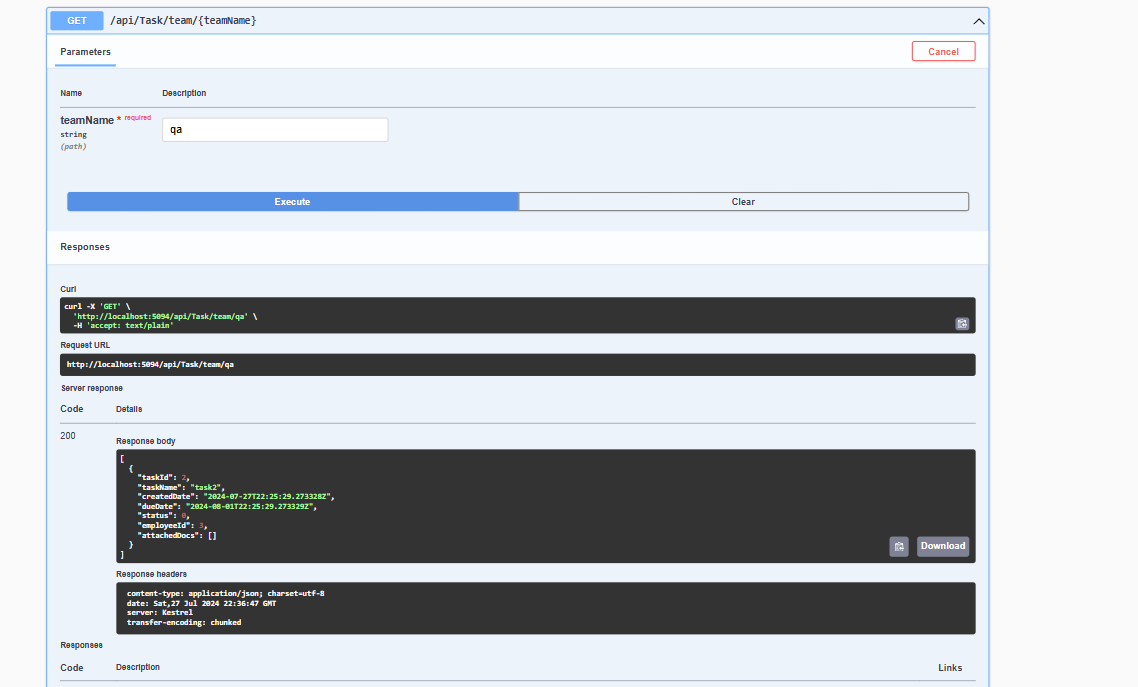 GET /api/Task/team/{teamName}
Parameters
Cancel
Name Description
teamName * required
string
(path)
qa
Execute Clear
Responses
Curl
curl -X 'GET' \
'http://localhost:5094/api/Task/team/qa' \
-H 'accept: text/plain'
Request URL
http://localhost:5094/api/Task/team/qa
Server response
Code Details
200
Response body
[
{
"taskId": 2,
"taskName": "task2",
"createdDate": "2024-07-27T22:25:29.273328Z",
"dueDate": "2024-08-01T22:25:29.273329Z",
"status": 0,
"employeeId": 3,
"attachedDocs": []
}
]
Download
Response headers
content-type: application/json; charset=utf-8
date: Sat,27 Jul 2024 22:36:47 GMT
server: Kestrel
transfer-encoding: chunked
Responses
Code Description Links